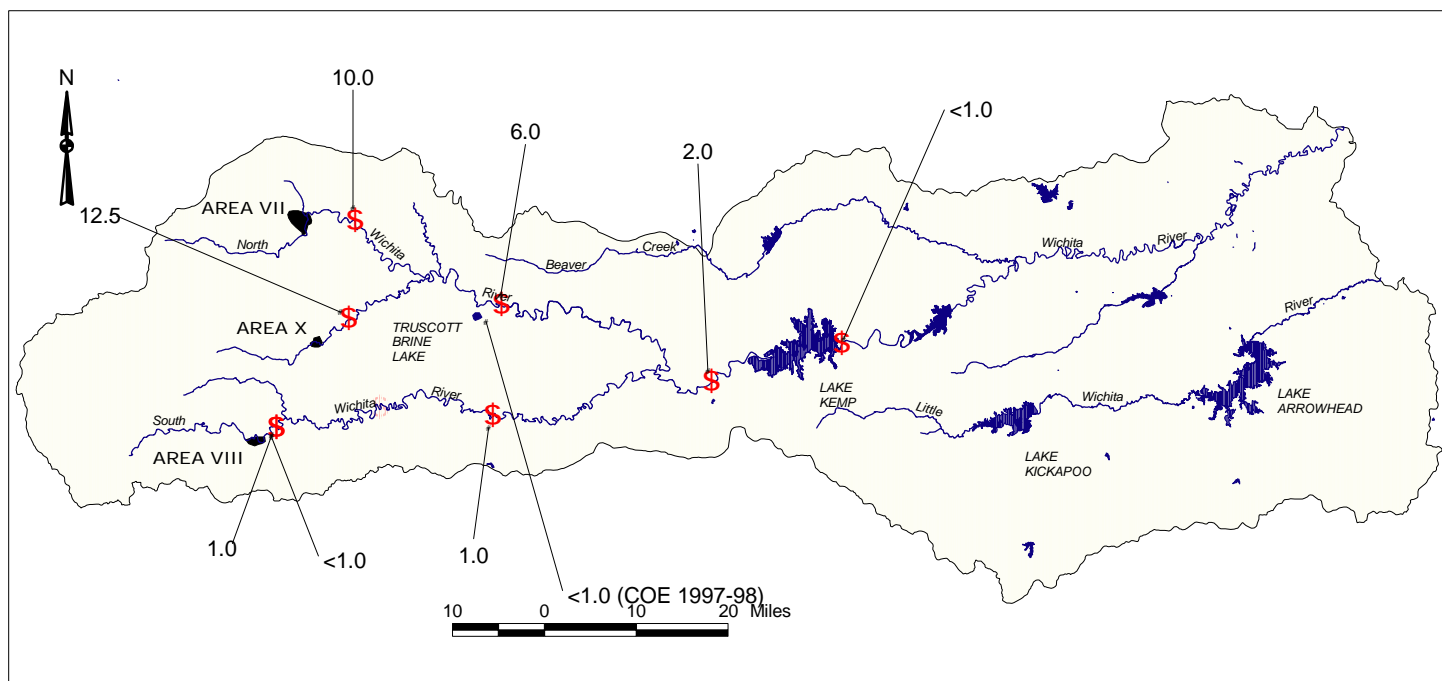 N
10.0
6.0
<1.0
2.0
12.5
AREA VII
$
North
Wichita
Beaver
Creek
Wichita
River
River
$
River
$
AREA X
TRUSCOTT
BRINE
LAKE
$
$
LAKE
KEMP
$
Little
Wichita
LAKE
ARROWHEAD
South
Wichita
River
$
$
AREA VIII
LAKE
KICKAPOO
1.0
<1.0
1.0
<1.0 (COE 1997-98)
10 0 10 20 Miles